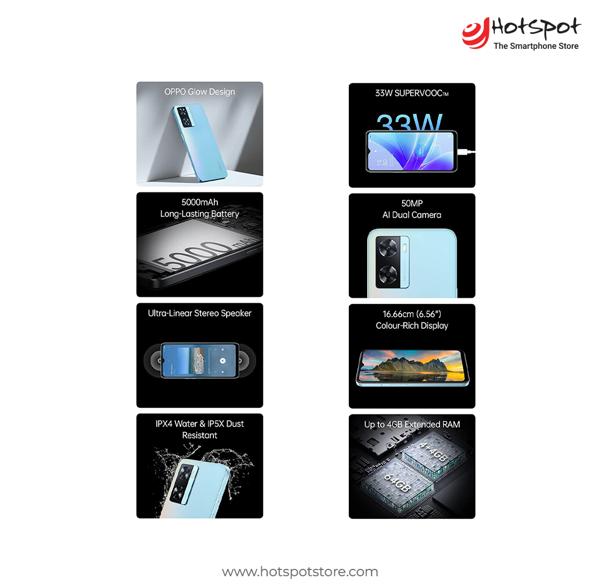 HOTSPOT
The Smartphone Store
OPPO Glow Design
33W SUPERVOOC™
33W
5000mAh
Long-Lasting Battery
5000
mAh
50MP
AI Dual Camera
Ultra-Linear Stereo Speaker
16.66cm (6.56")
Colour-Rich Display
IPX4 Water & IP5X Dust
Resistant
Up to 4GB Extended RAM
4+4GB
64GB
www.hotspotstore.com